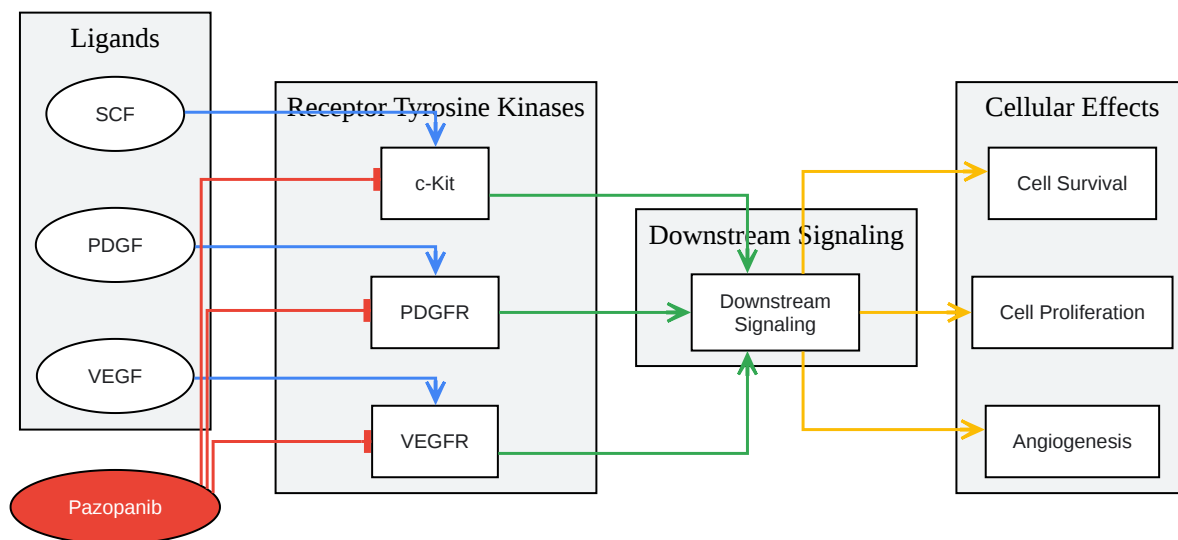 Ligands
SCF
PDGF
VEGF
Pazopanib
Receptor Tyrosine Kinases
c-Kit
PDGFR
VEGFR
Downstream Signaling
Downstream
Signaling
Cellular Effects
Cell Survival
Cell Proliferation
Angiogenesis